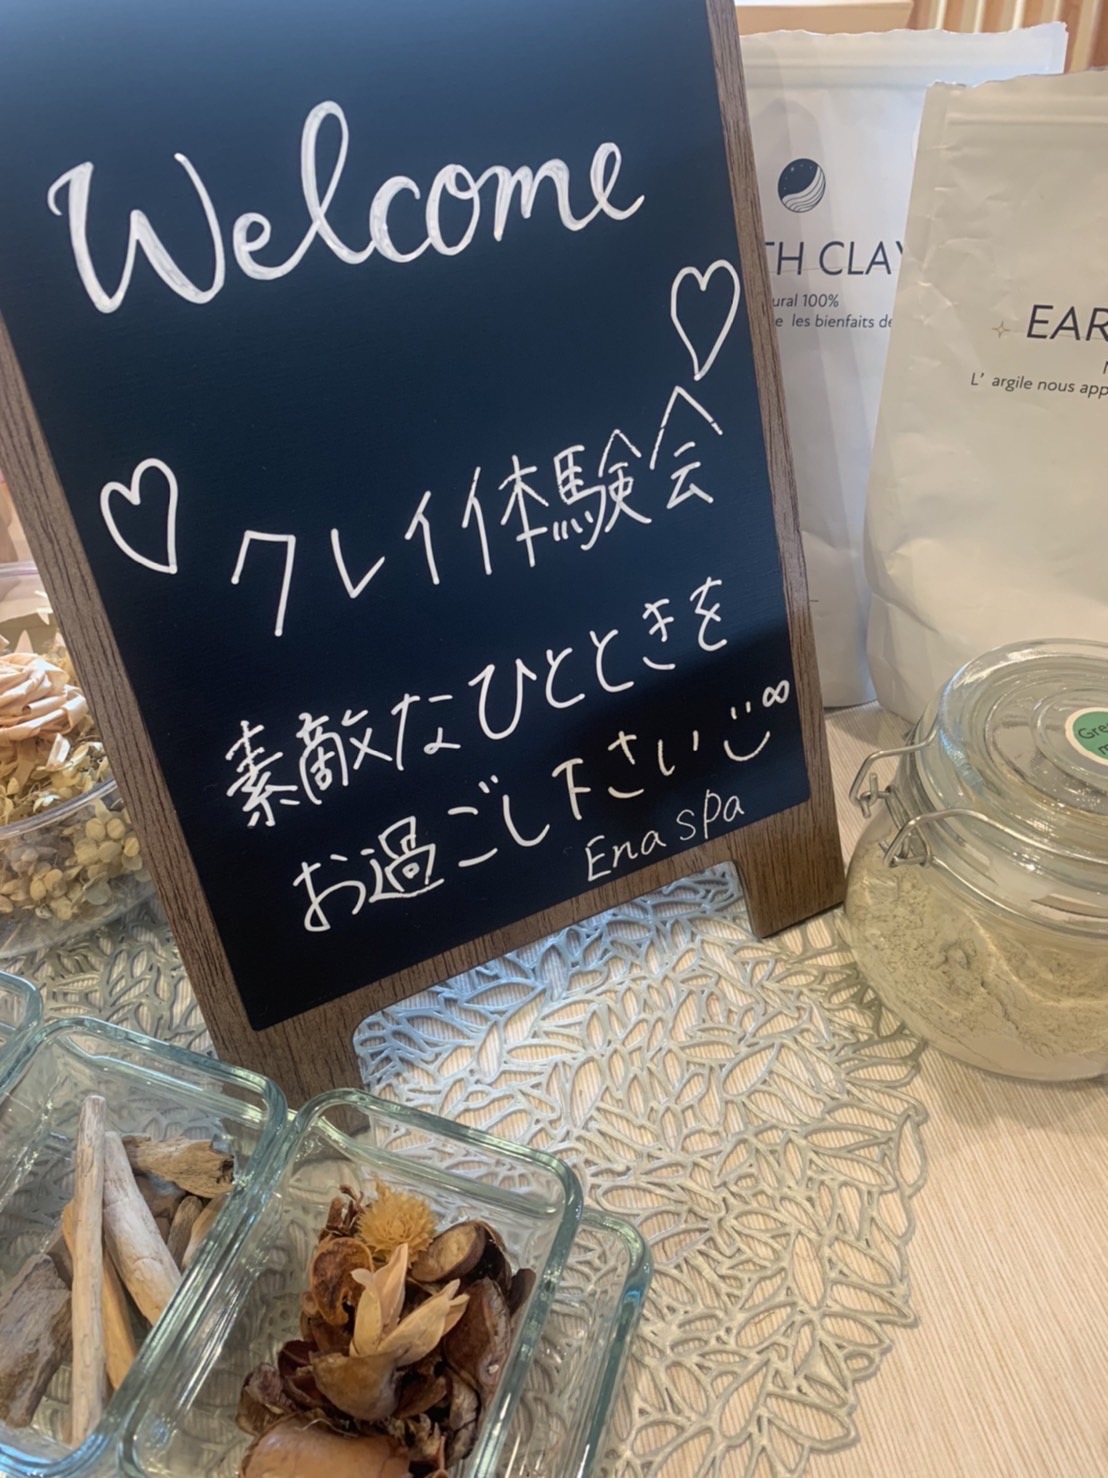 Welcome
クレイ体験会
素敵なひとときを
お過ごし下さい
Ena spa
TH CLAY
ural 100%
e les bienfaits de
EAR
L' argile nous app
Gre